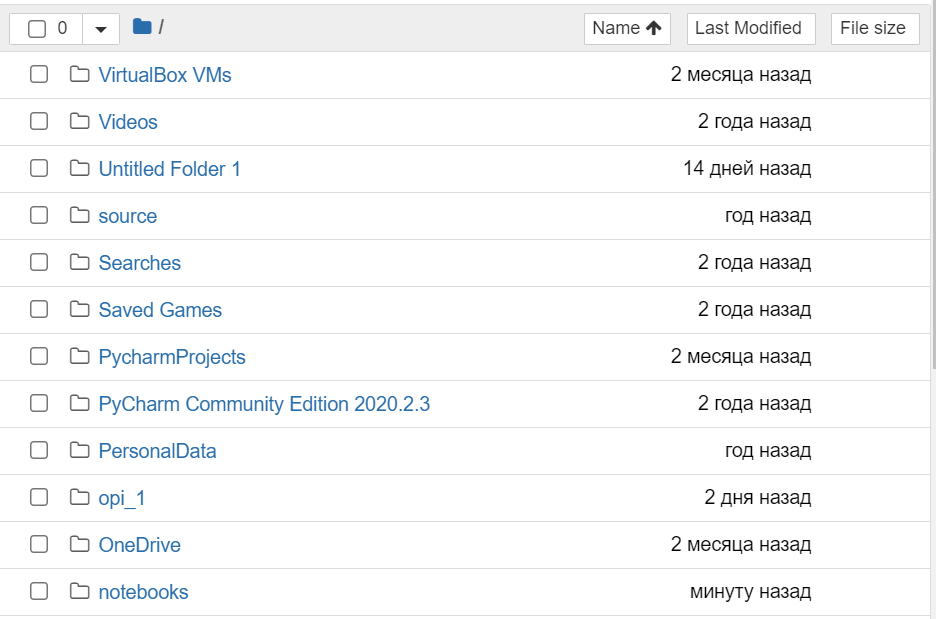 0 / Name Last Modified File size
VirtualBox VMs 2 месяца назад
Videos 2 года назад
Untitled Folder 1 14 дней назад
source год назад
Searches 2 года назад
Saved Games 2 года назад
PycharmProjects 2 месяца назад
PyCharm Community Edition 2020.2.3 2 года назад
PersonalData год назад
opi_1 2 дня назад
OneDrive 2 месяца назад
notebooks минуту назад